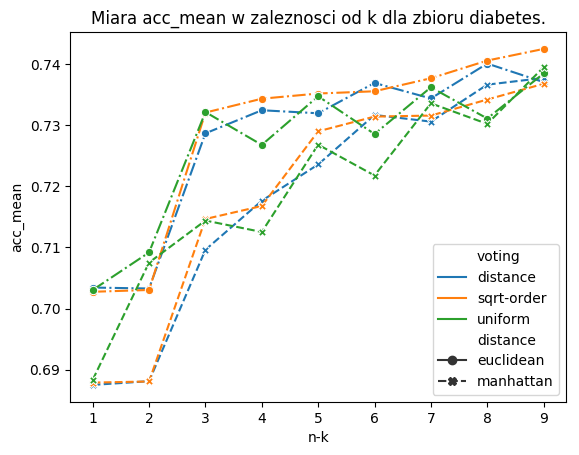 Miara acc_mean w zaleznosci od k dla zbioru diabetes.
acc_mean
0.74
0.73
0.72
0.71
0.70
0.69
voting
distance
sqrt-order
uniform
distance
euclidean
manhattan
1 2 3 4 5 6 7 8 9
n-k